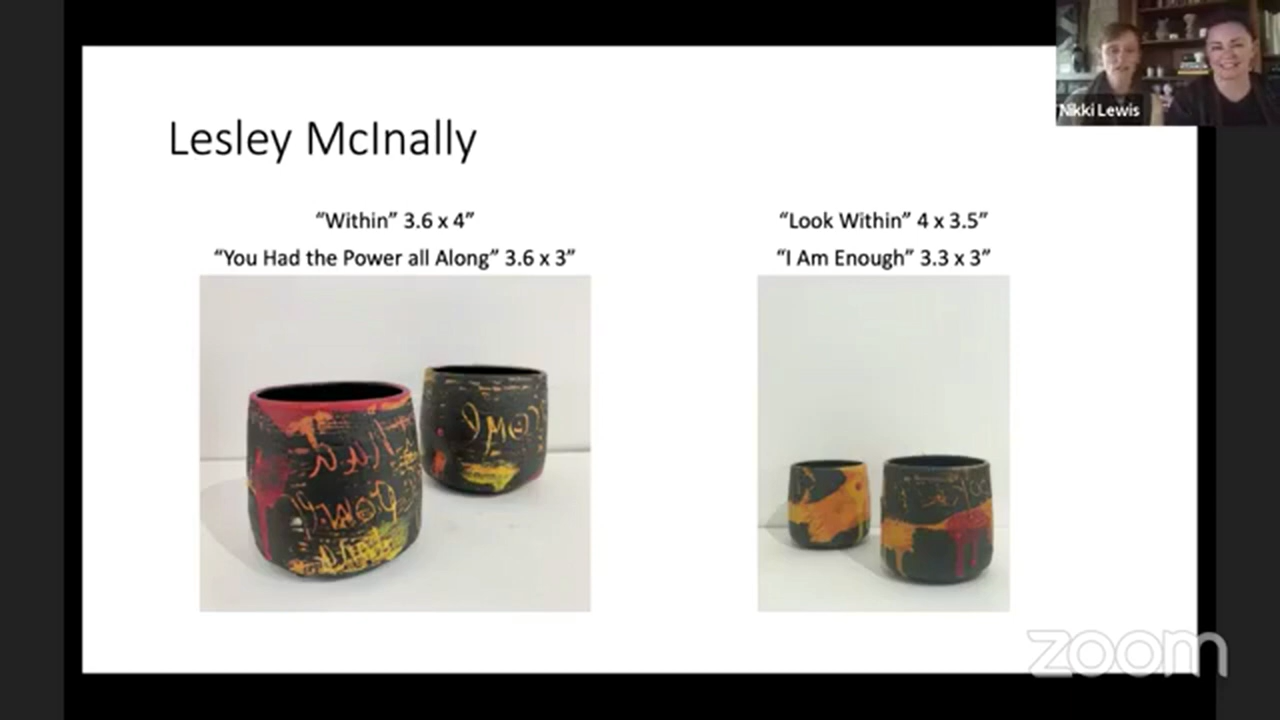 Lesley McInally
“Within” 3.6 x 4”
“You Had the Power all Along” 3.6 x 3”
“Look Within” 4 x 3.5”
“I Am Enough” 3.3 x 3”
Nikki Lewis
zoom